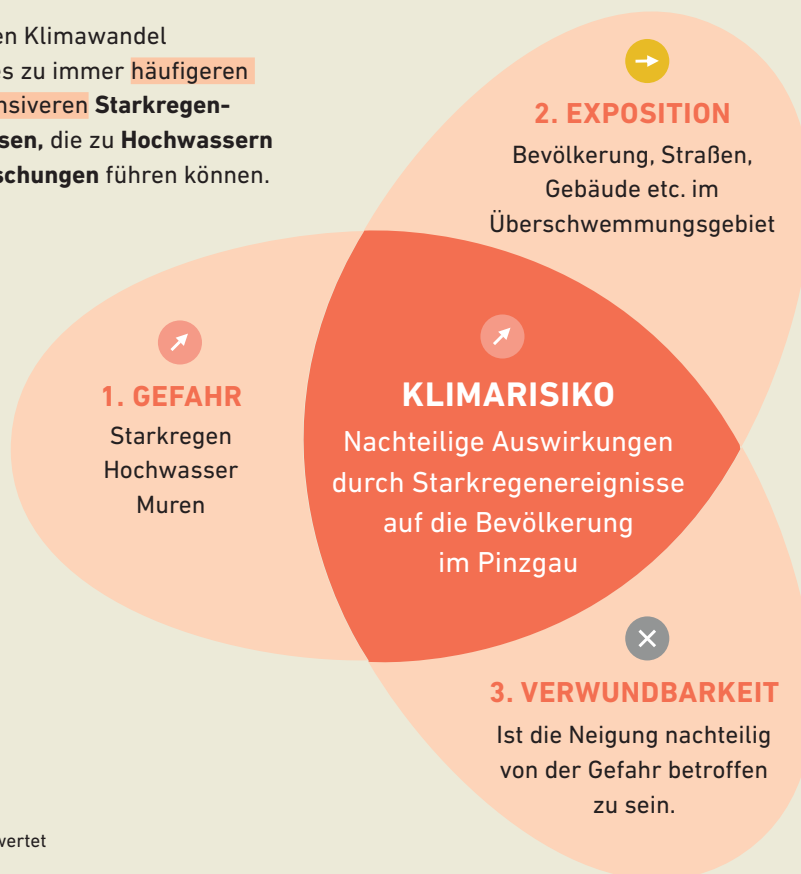 en Klimawandel
es zu immer häufigeren
nsiveren Starkregen-
sen, die zu Hochwassern
schungen führen können.
2. EXPOSITION
Bevölkerung, Straßen,
Gebäude etc. im
Überschwemmungsgebiet
1. GEFAHR
Starkregen
Hochwasser
Muren
KLIMARISIKO
Nachteilige Auswirkungen
durch Starkregenereignisse
auf die Bevölkerung
im Pinzgau
3. VERWUNDBARKEIT
Ist die Neigung nachteilig
von der Gefahr betroffen
zu sein.
wertet